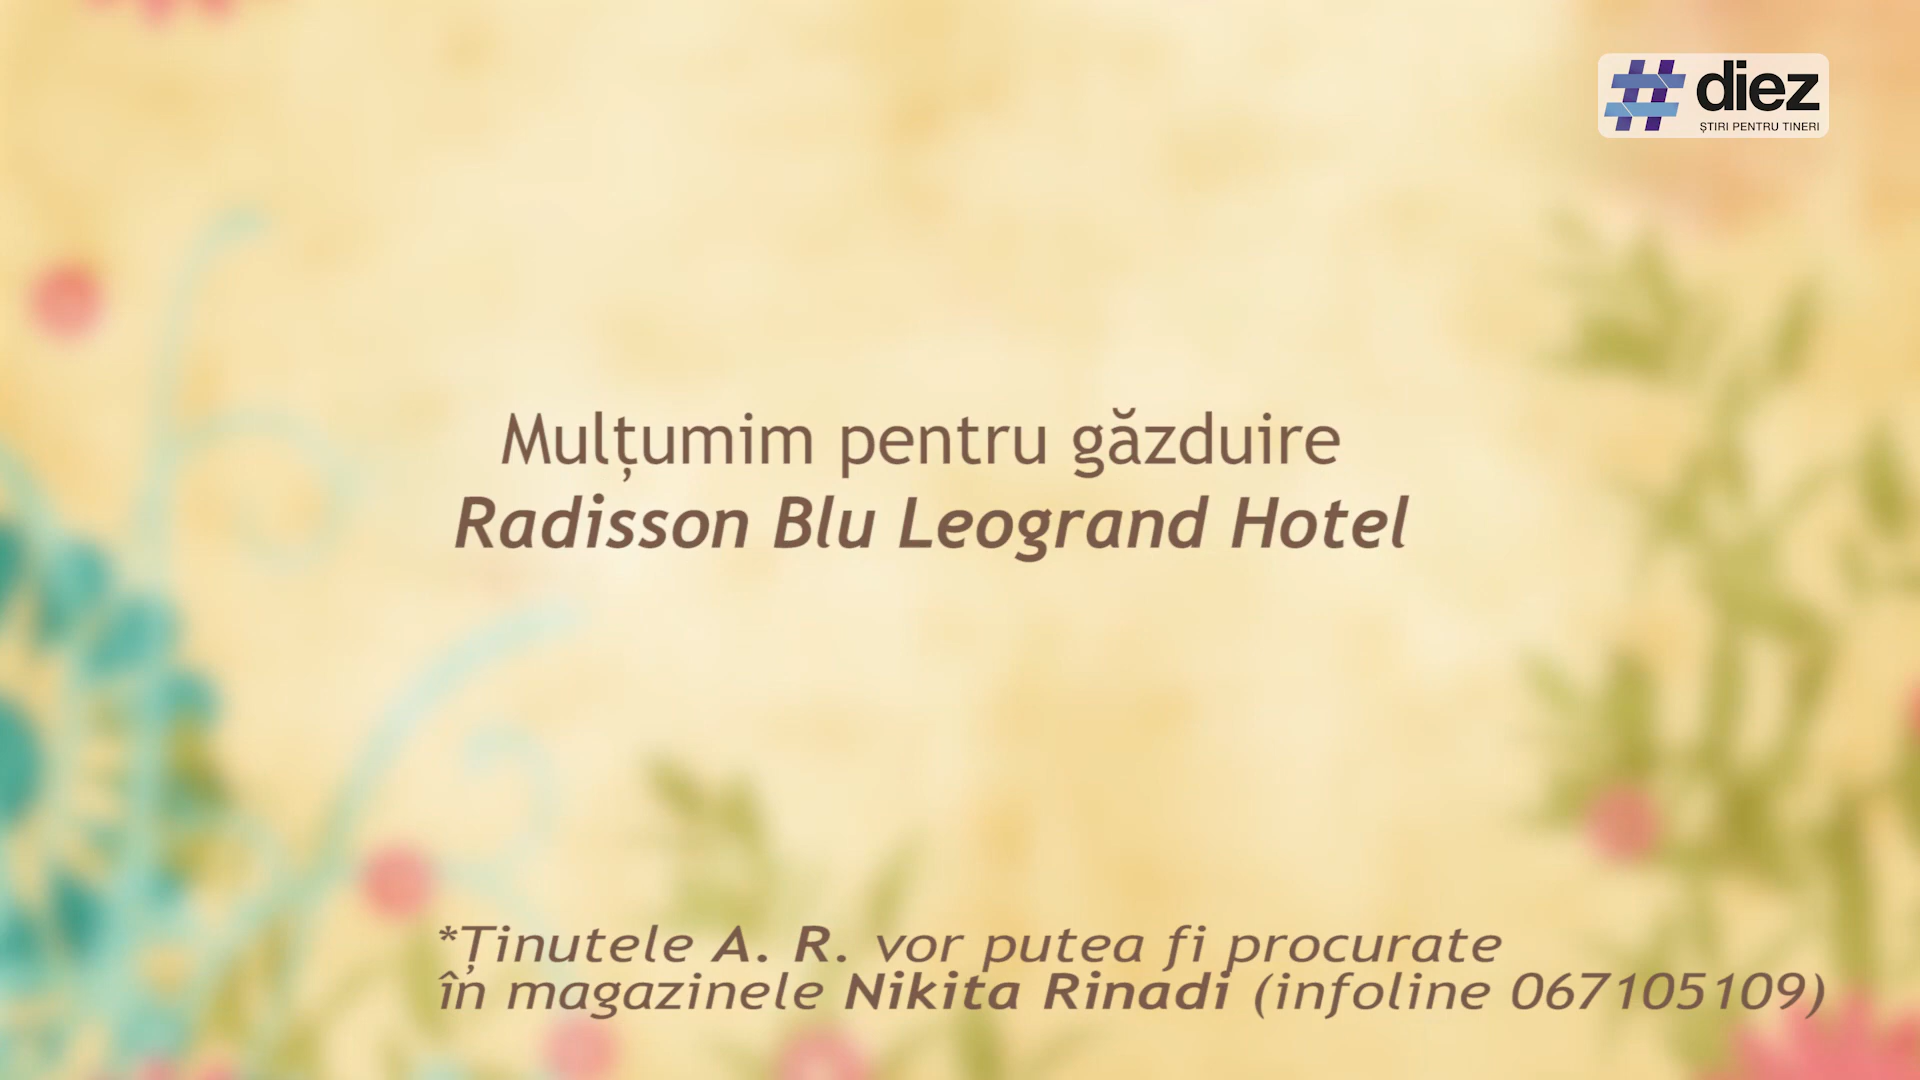 #diez
ȘTIRI PENTRU TINERI
Mulțumim pentru găzduire
Radisson Blu Leogrand Hotel
*Ținutele A. R. vor putea fi procurate
în magazinele Nikita Rinadi (infoline 067105109)